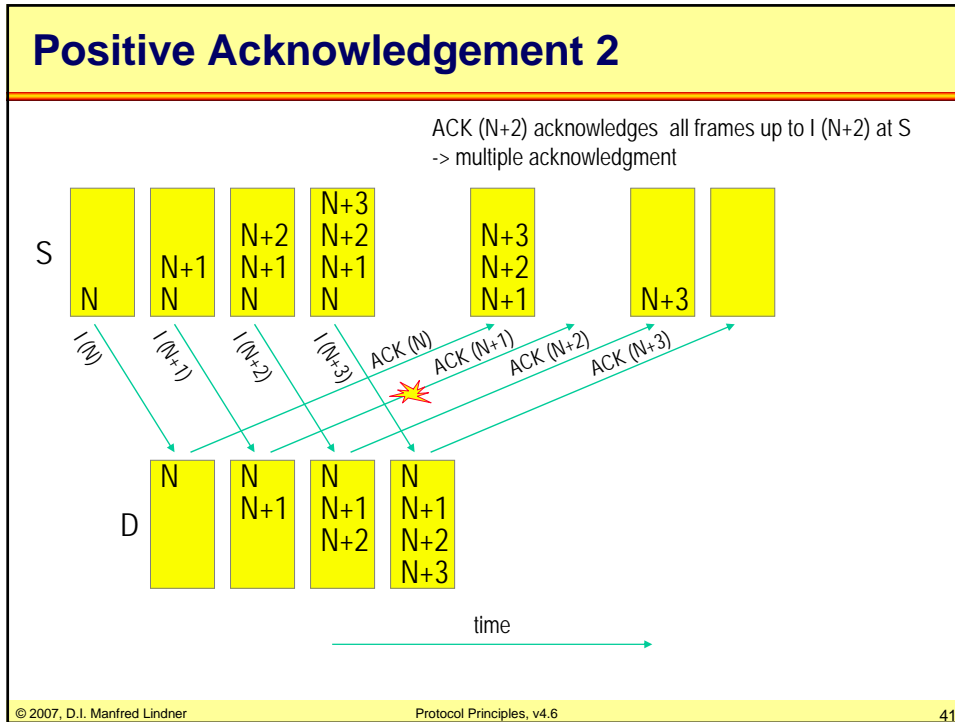 Positive Acknowledgement 2
ACK (N+2) acknowledges all frames up to I (N+2) at S
-> multiple acknowledgment
S
N
N+1
N
N+2
N+1
N
N+3
N+2
N+1
N
N+3
N+2
N+1
N+3
I (N)
I (N+1)
I (N+2)
I (N+3)
ACK (N)
ACK (N+1)
ACK (N+2)
ACK (N+3)
D
N
N
N+1
N
N+1
N+2
N
N+1
N+2
N+3
time
© 2007, D.I. Manfred Lindner
Protocol Principles, v4.6
41